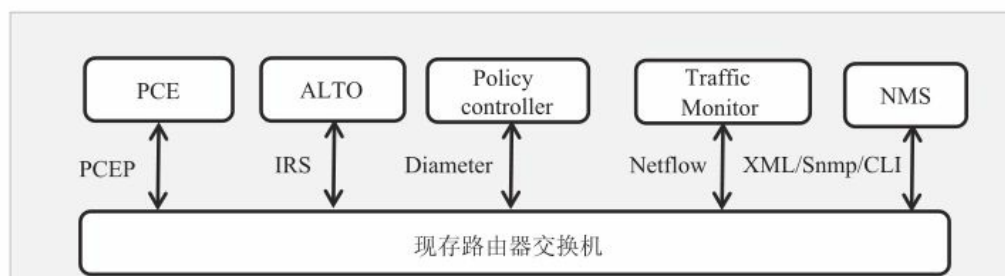 PCE
ALTO
Policy
controller
Traffic
Monitor
NMS
PCEP
IRS
Diameter
Netflow
XML/Snmp/CLI
现存路由器交换机